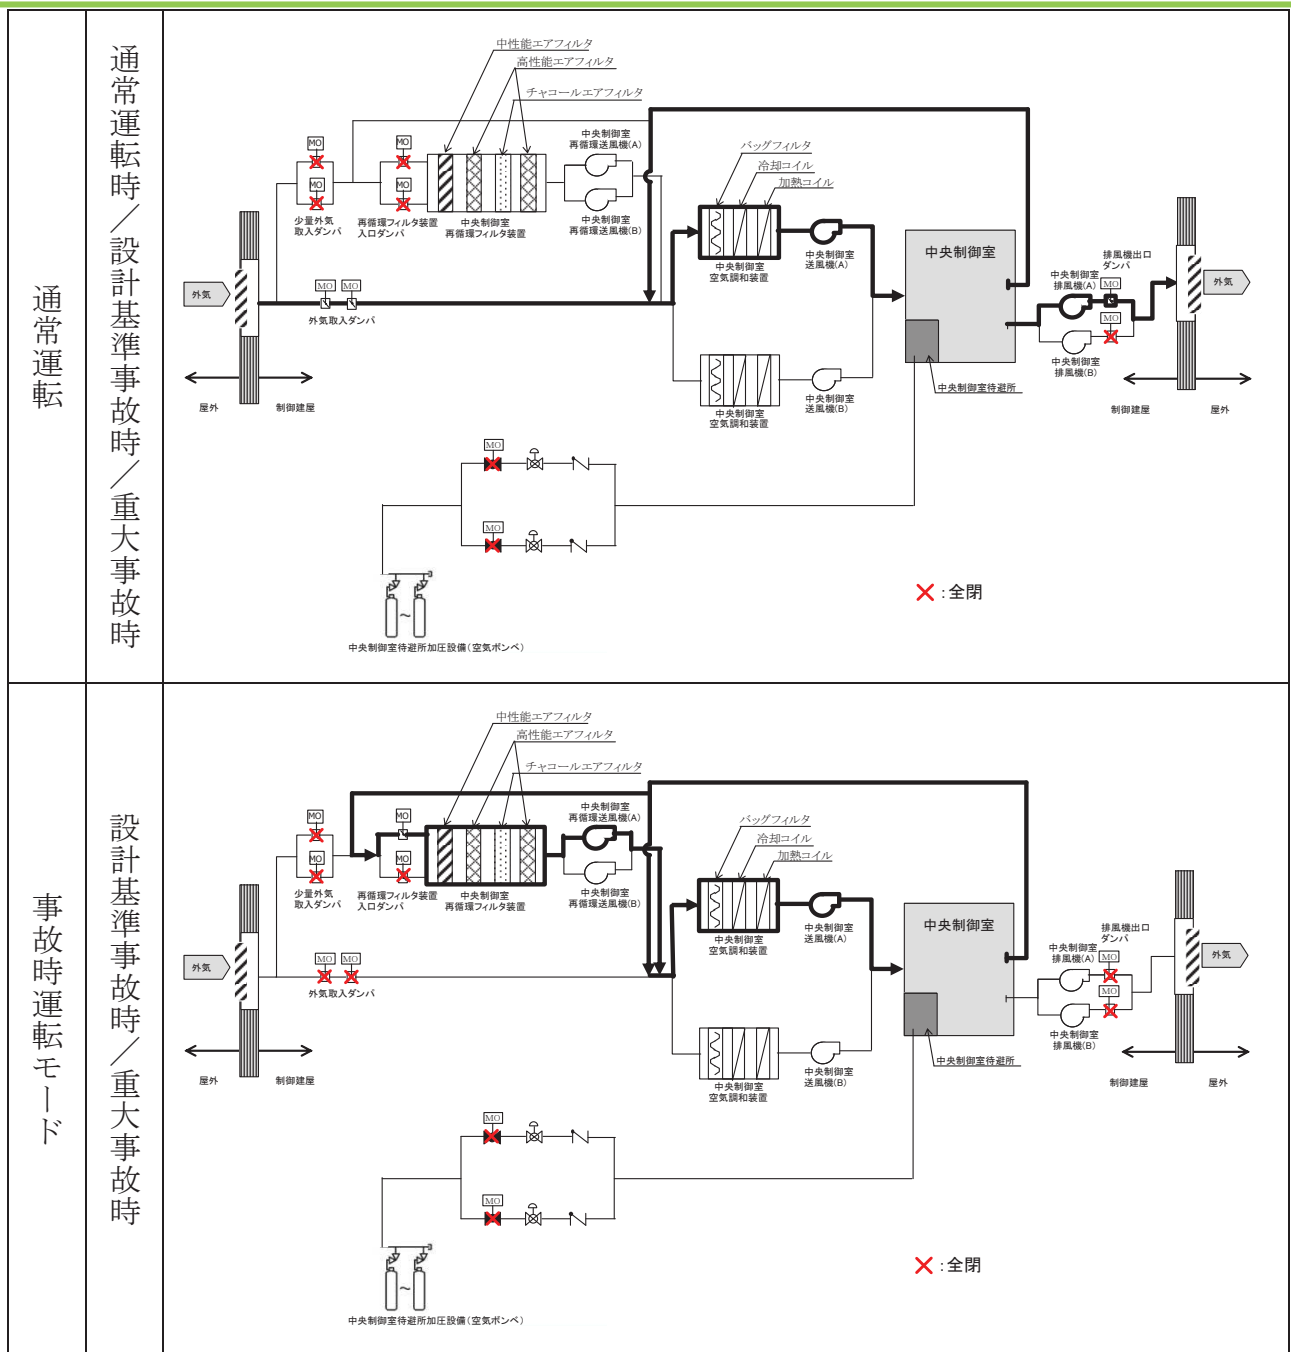 通常運転
通常運転時／設計基準事故時／重大事故時
中性能エアフィルタ
高性能エアフィルタ
チャコールエアフィルタ
中央制御室
再循環送風機(A)
MO
MO
MO
MO
バッグフィルタ
冷却コイル
加熱コイル
少量外気
取入ダンパ
再循環フィルタ装置
入口ダンパ
中央制御室
再循環フィルタ装置
中央制御室
再循環送風機(B)
中央制御室
空気調和装置
中央制御室
送風機(A)
中央制御室
排風機出口
ダンパ
中央制御室
排風機(A)
MO
外気
MO
MO
外気
外気取入ダンパ
MO
中央制御室
排風機(B)
中央制御室待避所
屋外
制御建屋
中央制御室
空気調和装置
中央制御室
送風機(B)
制御建屋
屋外
MO
MO
～
中央制御室待避所加圧設備（空気ボンベ）
：全閉
事故時運転モード
設計基準事故時／重大事故時
中性能エアフィルタ
高性能エアフィルタ
チャコールエアフィルタ
中央制御室
再循環送風機(A)
MO
MO
MO
MO
バッグフィルタ
冷却コイル
加熱コイル
少量外気
取入ダンパ
再循環フィルタ装置
入口ダンパ
中央制御室
再循環フィルタ装置
中央制御室
再循環送風機(B)
中央制御室
空気調和装置
中央制御室
送風機(A)
中央制御室
排風機出口
ダンパ
中央制御室
排風機(A)
MO
外気
MO
MO
外気
外気取入ダンパ
MO
中央制御室
排風機(B)
中央制御室待避所
屋外
制御建屋
中央制御室
空気調和装置
中央制御室
送風機(B)
制御建屋
屋外
MO
MO
～
中央制御室待避所加圧設備（空気ボンベ）
：全閉